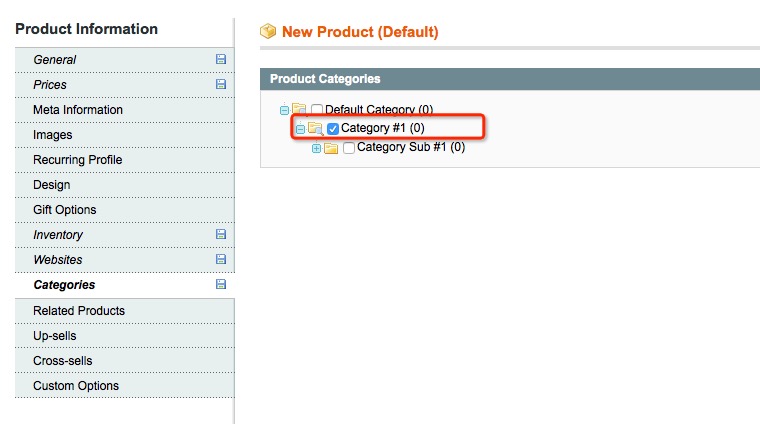 Product Information
General
Prices
Meta Information
Images
Recurring Profile
Design
Gift Options
Inventory
Websites
Categories
Related Products
Up-sells
Cross-sells
Custom Options
New Product (Default)
Product Categories
Default Category (0)
Category #1 (0)
Category Sub #1 (0)